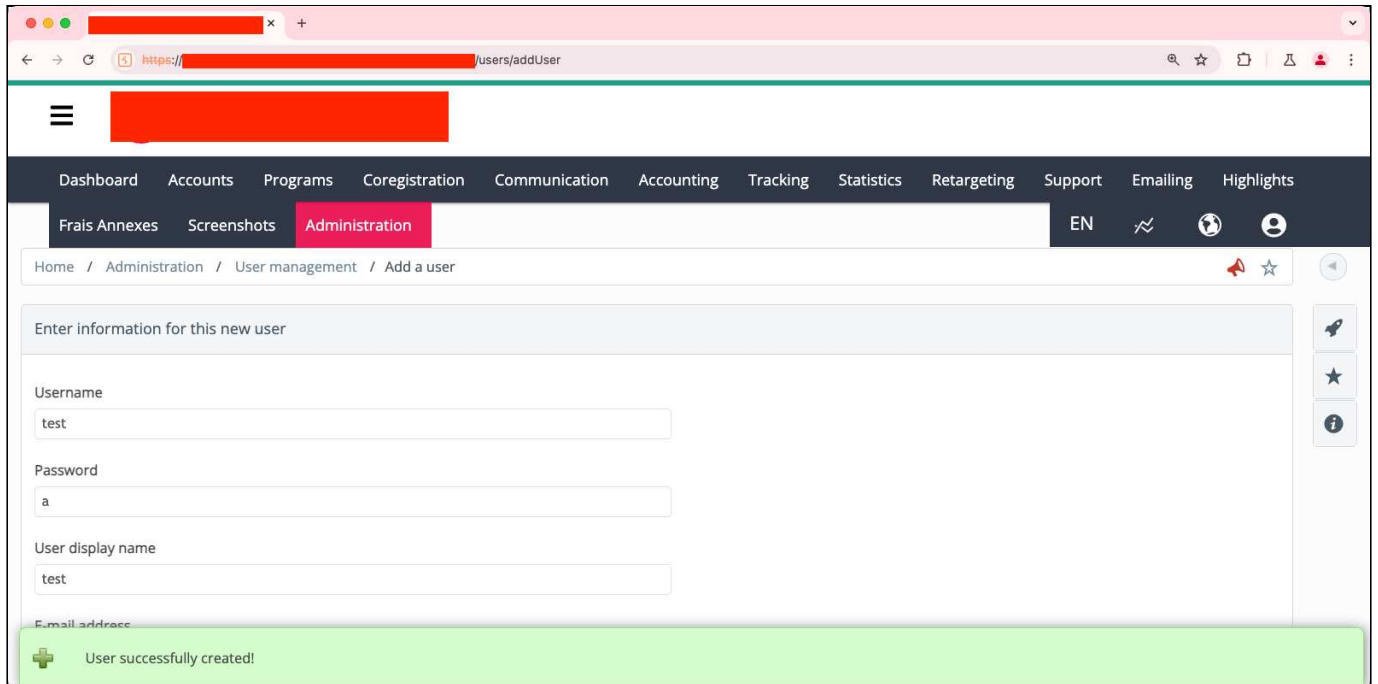 https://
/users/addUser
Dashboard Accounts Programs Coregistration Communication Accounting Tracking Statistics Retargeting Support Emailing Highlights
Frais Annexes Screenshots Administration EN
Home / Administration / User management / Add a user
Enter information for this new user
Username
test
Password
a
User display name
test
E-mail address
User successfully created!